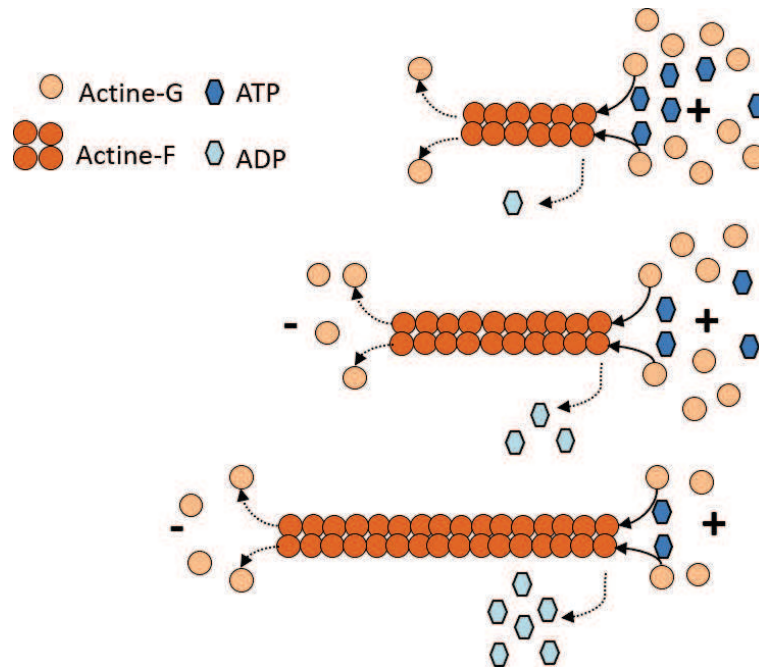 Actine-G
ATP
Actine-F
ADP
+
-
+
-
+